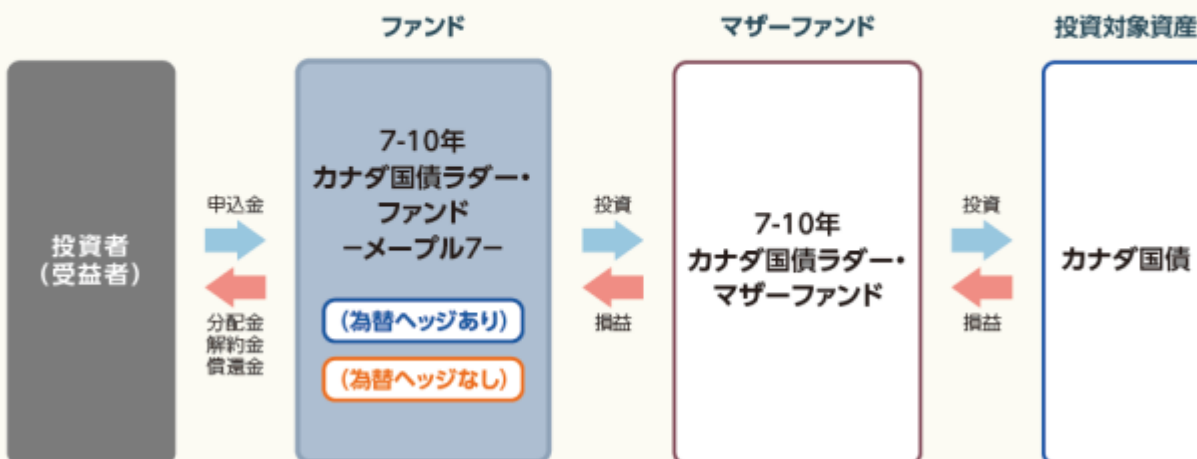 ファンド
マザーファンド
投資対象資産
投資者
(受益者)
申込金
分配金
解約金
償還金
7-10年
カナダ国債ラダー・
ファンド
ーメープル7ー
(為替ヘッジあり)
(為替ヘッジなし)
投資
損益
7-10年
カナダ国債ラダー・
マザーファンド
投資
損益
カナダ国債